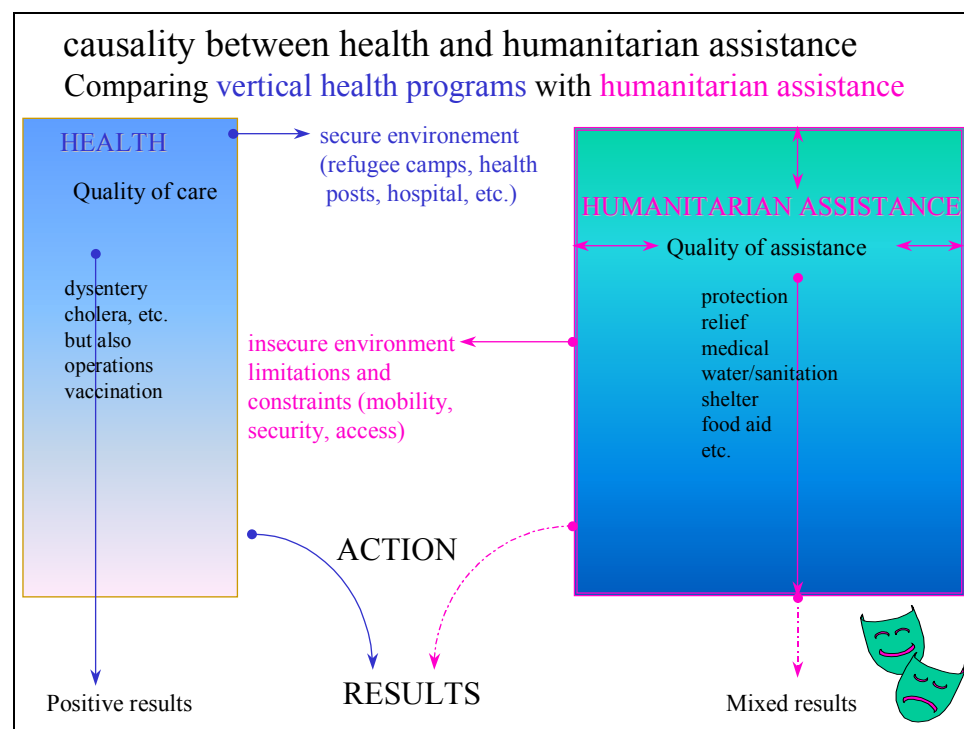 causality between health and humanitarian assistance
Comparing vertical health programs with humanitarian assistance
HEALTH
Quality of care
dysentery
cholera, etc.
but also
operations
vaccination
secure environement
(refugee camps, health
posts, hospital, etc.)
insecure environment
limitations and
constraints (mobility,
security, access)
HUMANITARIAN ASSISTANCE
Quality of assistance
protection
relief
medical
water/sanitation
shelter
food aid
etc.
ACTION
RESULTS
Positive results
Mixed results